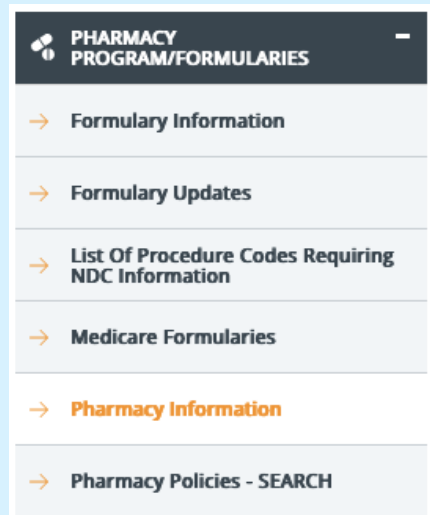 PHARMACY
PROGRAM/FORMULARIES
Formulary Information
Formulary Updates
List Of Procedure Codes Requiring
NDC Information
Medicare Formularies
Pharmacy Information
Pharmacy Policies - SEARCH